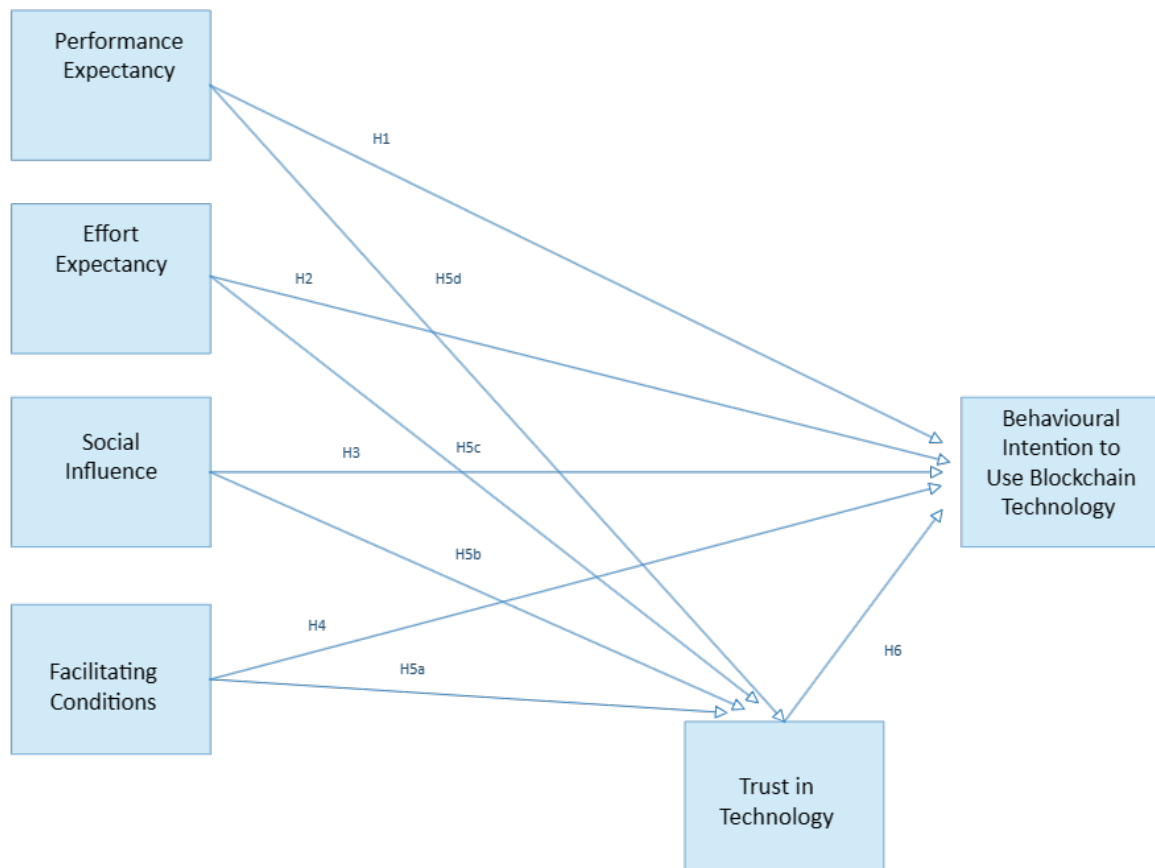 Performance
Expectancy
H1
Effort
Expectancy
H2
H5d
Social
Influence
H3
H5c
Behavioural
Intention to
Use Blockchain
Technology
H5b
Facilitating
Conditions
H4
H5a
H6
Trust in
Technology